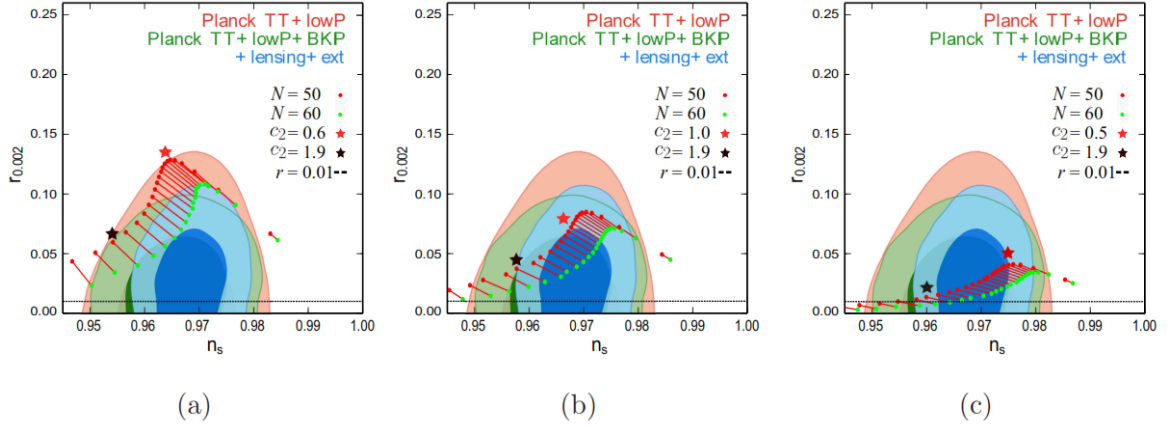 Planck TT+ lowP
Planck TT+ lowP+ BKP
+ lensing+ ext
N = 50
N = 60
c₂= 0.6
c₂= 1.9
r = 0.01
0.25
0.20
0.15
0.10
0.05
0.00
r0.002
0.95 0.96 0.97 0.98 0.99 1.00
nₛ
(a)
Planck TT+ lowP
Planck TT+ lowP+ BKP
+ lensing+ ext
N = 50
N = 60
c₂= 1.0
c₂= 1.9
r = 0.01
0.25
0.20
0.15
0.10
0.05
0.00
r0.002
0.95 0.96 0.97 0.98 0.99 1.00
nₛ
(b)
Planck TT+ lowP
Planck TT+ lowP+ BKP
+ lensing+ ext
N = 50
N = 60
c₂= 0.5
c₂= 1.9
r = 0.01
0.25
0.20
0.15
0.10
0.05
0.00
r0.002
0.95 0.96 0.97 0.98 0.99 1.00
nₛ
(c)